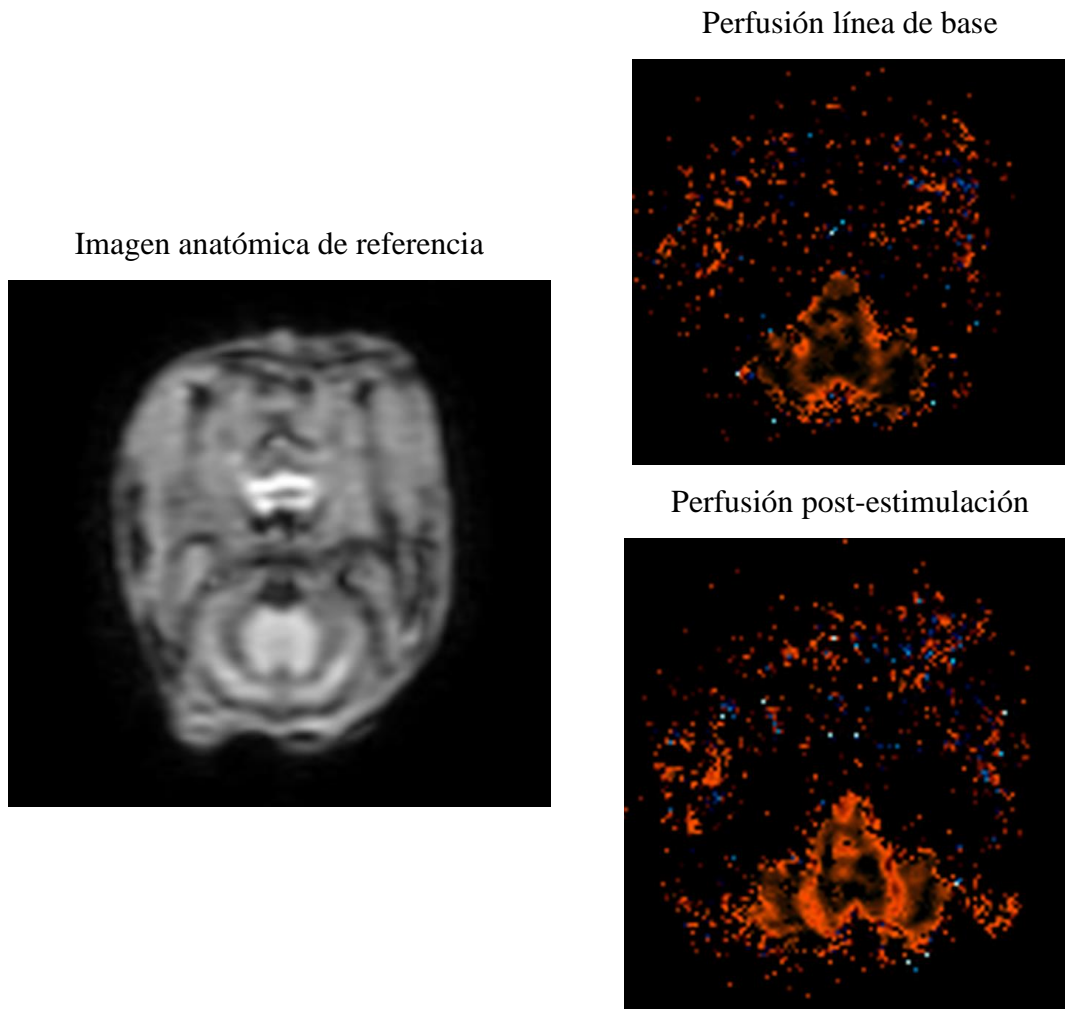 Perfusión línea de base
Imagen anatómica de referencia
Perfusión post-estimulación